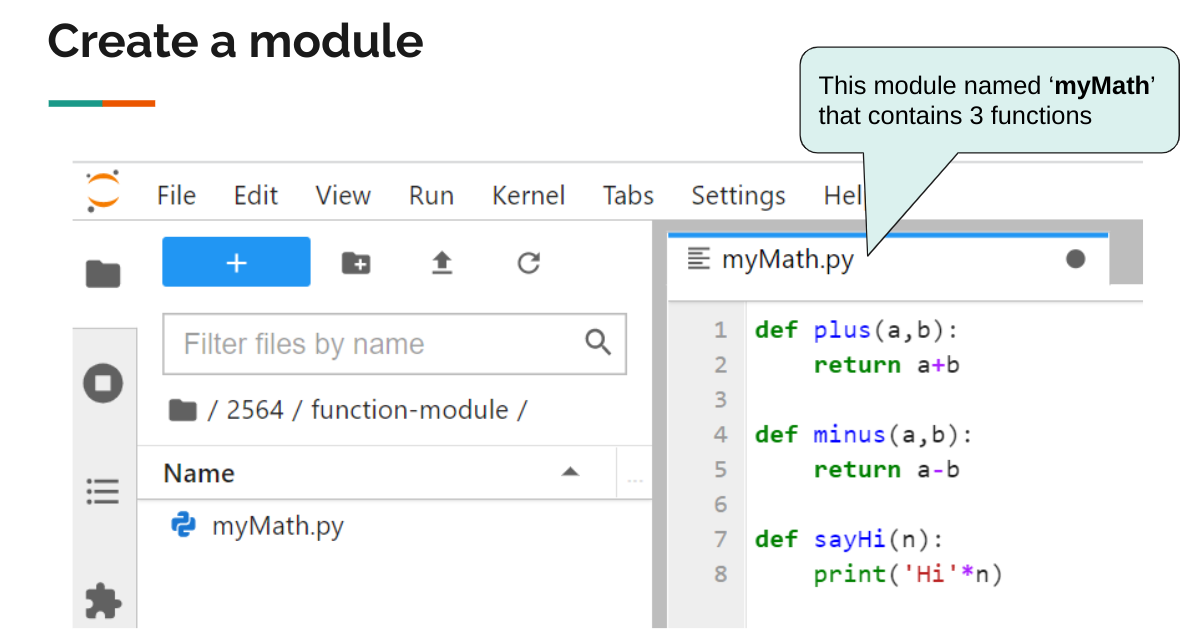 Create a module
This module named ‘myMath’
that contains 3 functions
File Edit View Run Kernel Tabs Settings Hel
+
Filter files by name
/ 2564 / function-module /
Name ...
myMath.py
myMath.py
1 def plus(a,b):
2     return a+b
3
4 def minus(a,b):
5     return a-b
6
7 def sayHi(n):
8     print('Hi'*n)